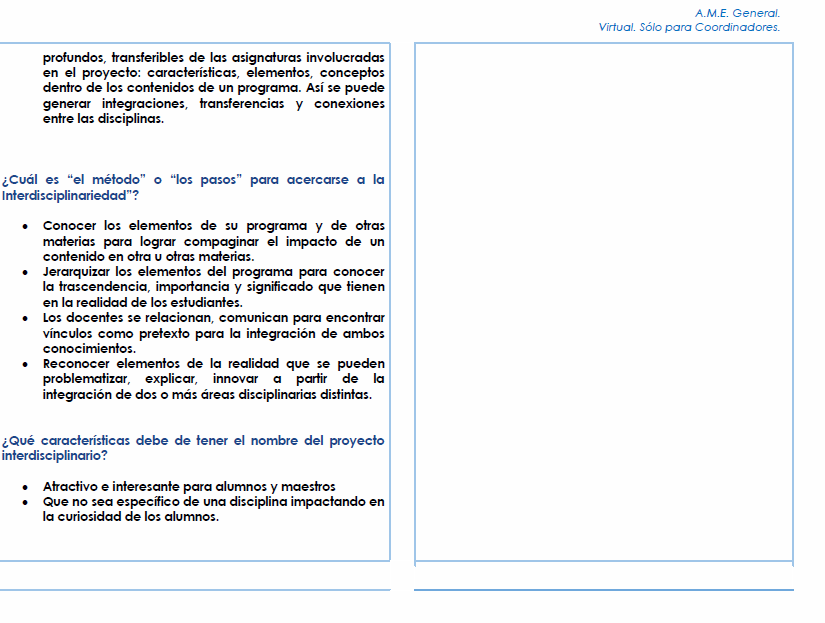 A.M.E. General.
Virtual. Sólo para Coordinadores.
profundos, transferibles de las asignaturas involucradas
en el proyecto: características, elementos, conceptos
dentro de los contenidos de un programa. Así se puede
generar integraciones, transferencias y conexiones
entre las disciplinas.
¿Cuál es “el método” o “los pasos” para acercarse a la
Interdisciplinariedad”?
• Conocer los elementos de su programa y de otras
materias para lograr compaginar el impacto de un
contenido en otra u otras materias.
• Jerarquizar los elementos del programa para conocer
la trascendencia, importancia y significado que tienen
en la realidad de los estudiantes.
• Los docentes se relacionan, comunican para encontrar
vínculos como pretexto para la integración de ambos
conocimientos.
• Reconocer elementos de la realidad que se pueden
problematizar, explicar, innovar a partir de la
integración de dos o más áreas disciplinarias distintas.
¿Qué características debe de tener el nombre del proyecto
interdisciplinario?
• Atractivo e interesante para alumnos y maestros
• Que no sea específico de una disciplina impactando en
la curiosidad de los alumnos.